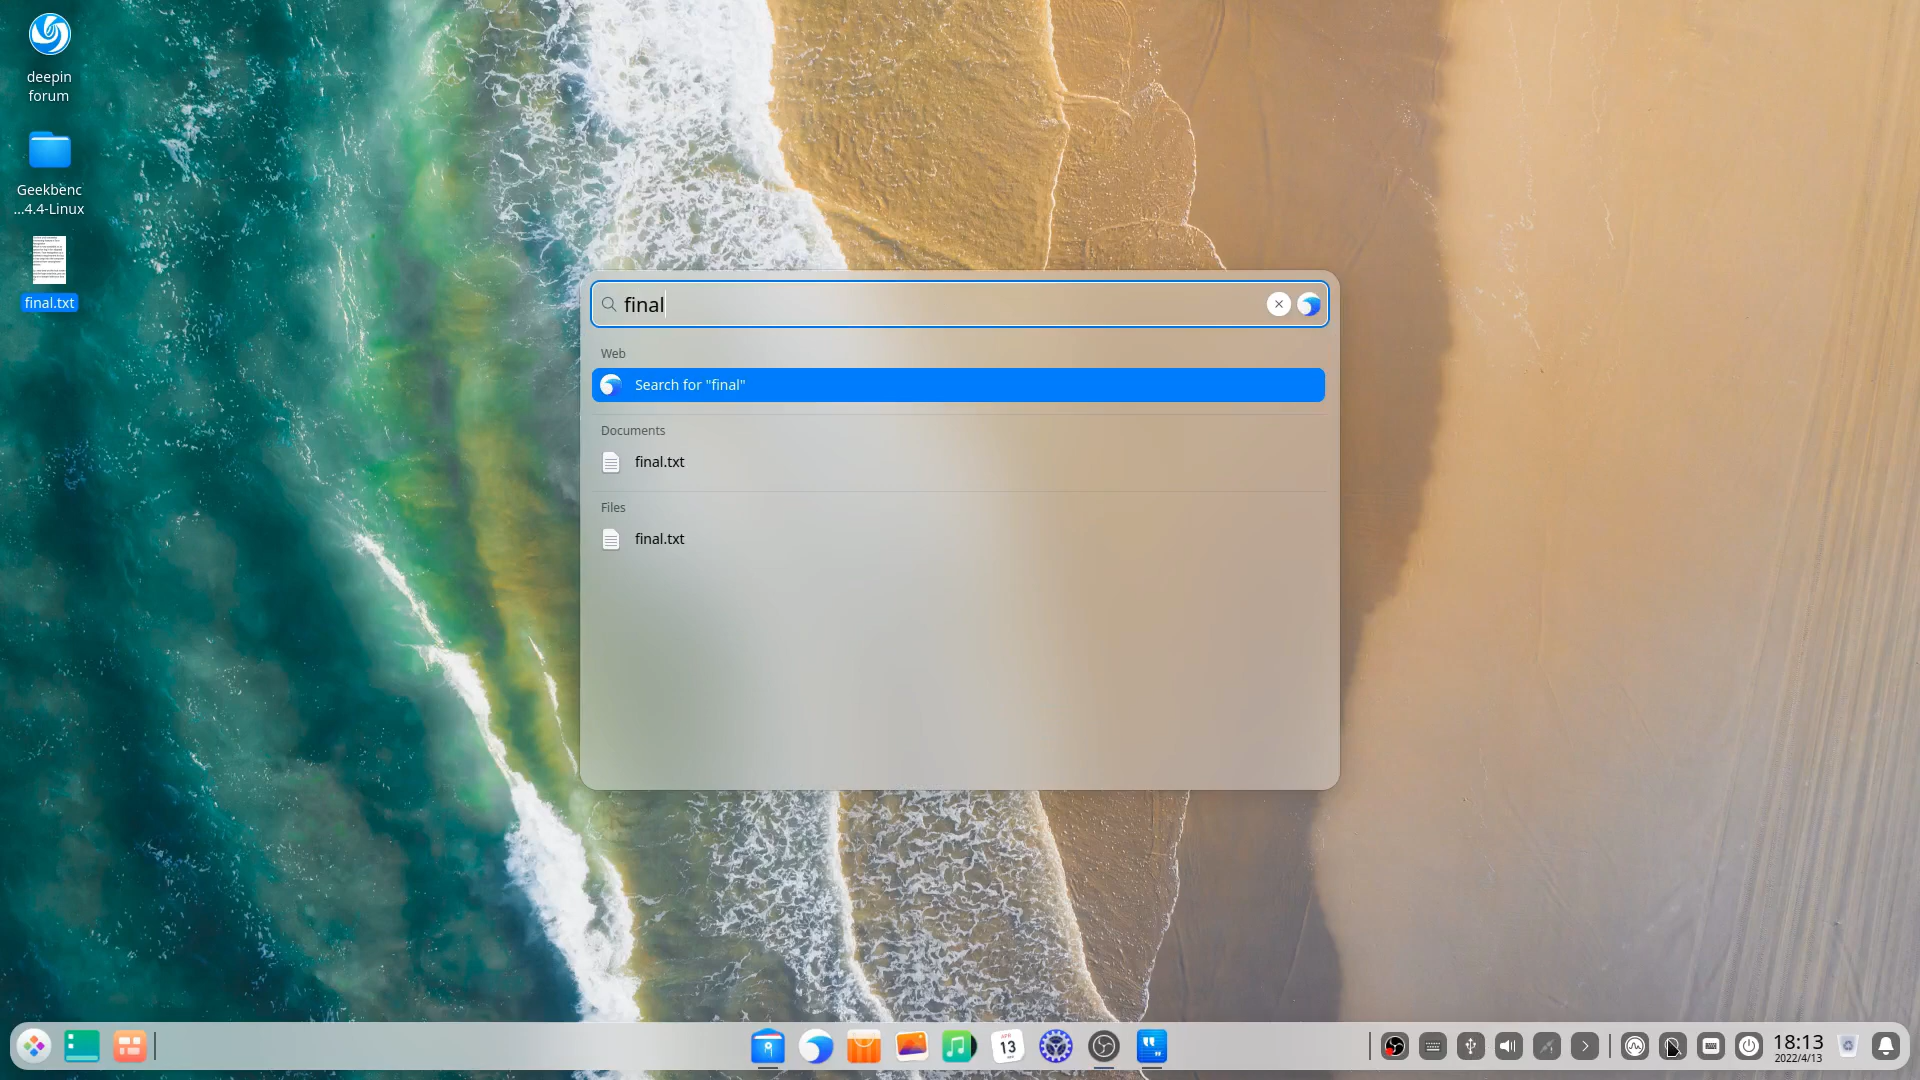 deepin
forum
Geekbenc
...4.4-Linux
final.txt
final
Web
Search for "final"
Documents
final.txt
Files
final.txt
APR
13
18:13
2022/4/13